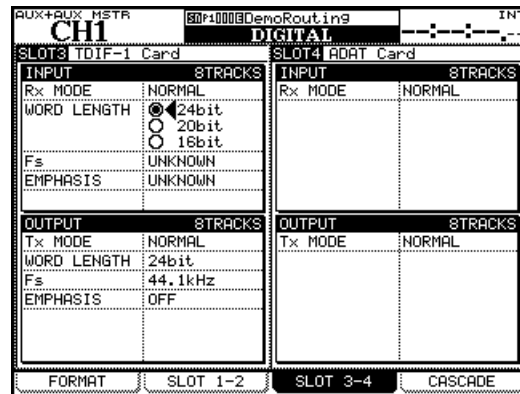 AUX+AUX MSTR
CH1
DemoRouting
DIGITAL
INT
--:--:--.-
SLOT3 TDIF-1 Card
INPUT 8TRACKS
Rx MODE NORMAL
WORD LENGTH 24bit
20bit
16bit
Fs UNKNOWN
EMPHASIS UNKNOWN
OUTPUT 8TRACKS
Tx MODE NORMAL
WORD LENGTH 24bit
Fs 44.1kHz
EMPHASIS OFF
SLOT4 ADAT Card
INPUT 8TRACKS
Rx MODE NORMAL
OUTPUT 8TRACKS
Tx MODE NORMAL
FORMAT
SLOT 1-2
SLOT 3-4
CASCADE